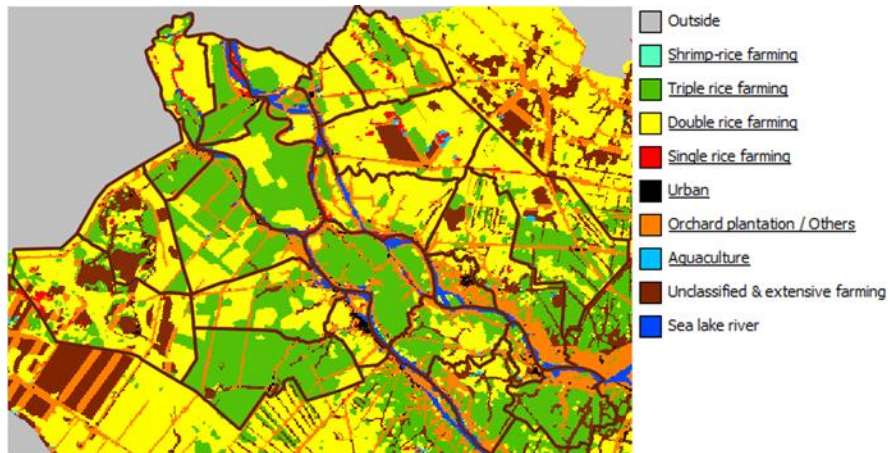 Outside
Shrimp-rice farming
Triple rice farming
Double rice farming
Single rice farming
Urban
Orchard plantation / Others
Aquaculture
Unclassified & extensive farming
Sea lake river